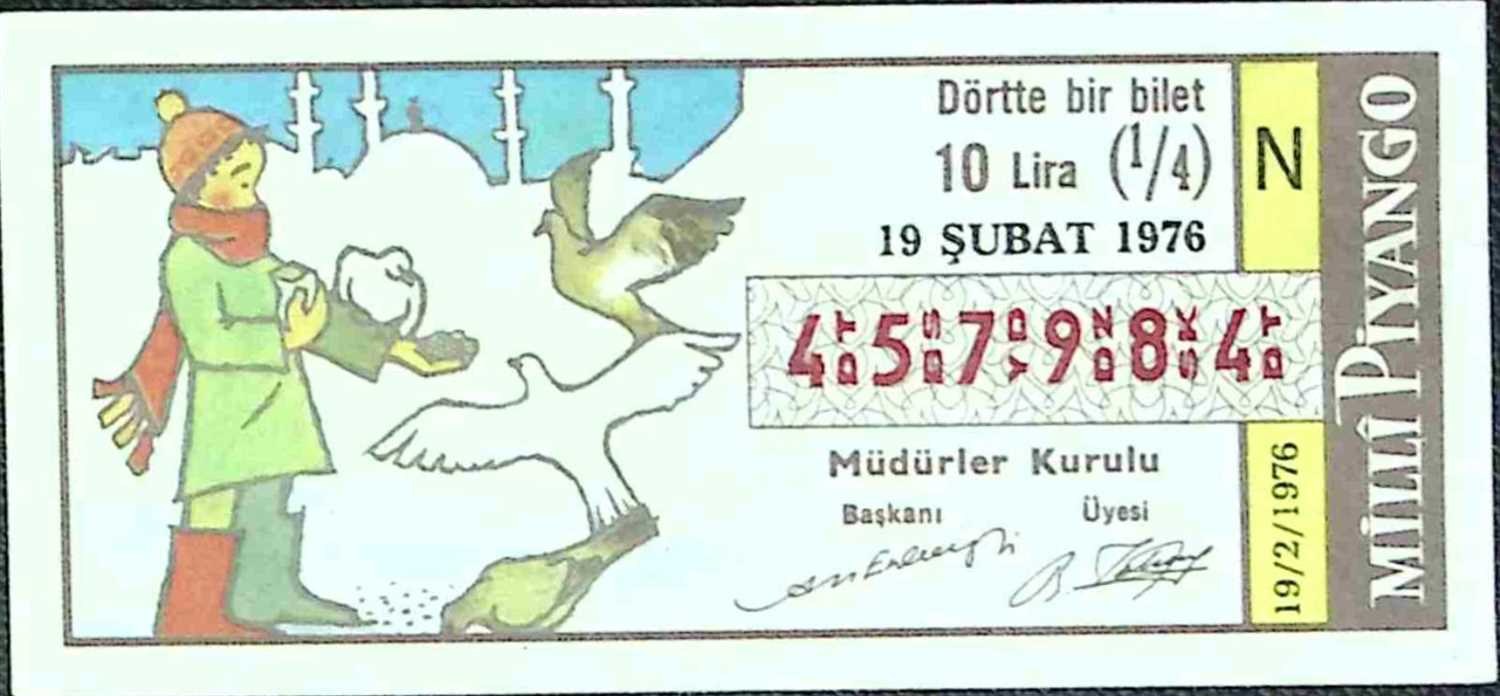 Dörtte bir bilet
10 Lira (1/4)
19 ŞUBAT 1976
N
457984
Müdürler Kurulu
Başkanı Üyesi
19/2/1976
MİLLÎ PİYANGO